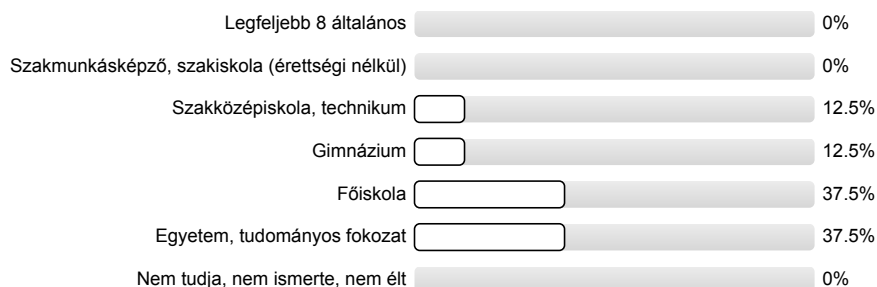 Legfeljebb 8 általános 0%
Szakmunkásképző, szakiskola (érettségi nélkül) 0%
Szakközépiskola, technikum 12.5%
Gimnázium 12.5%
Főiskola 37.5%
Egyetem, tudományos fokozat 37.5%
Nem tudja, nem ismerte, nem élt 0%